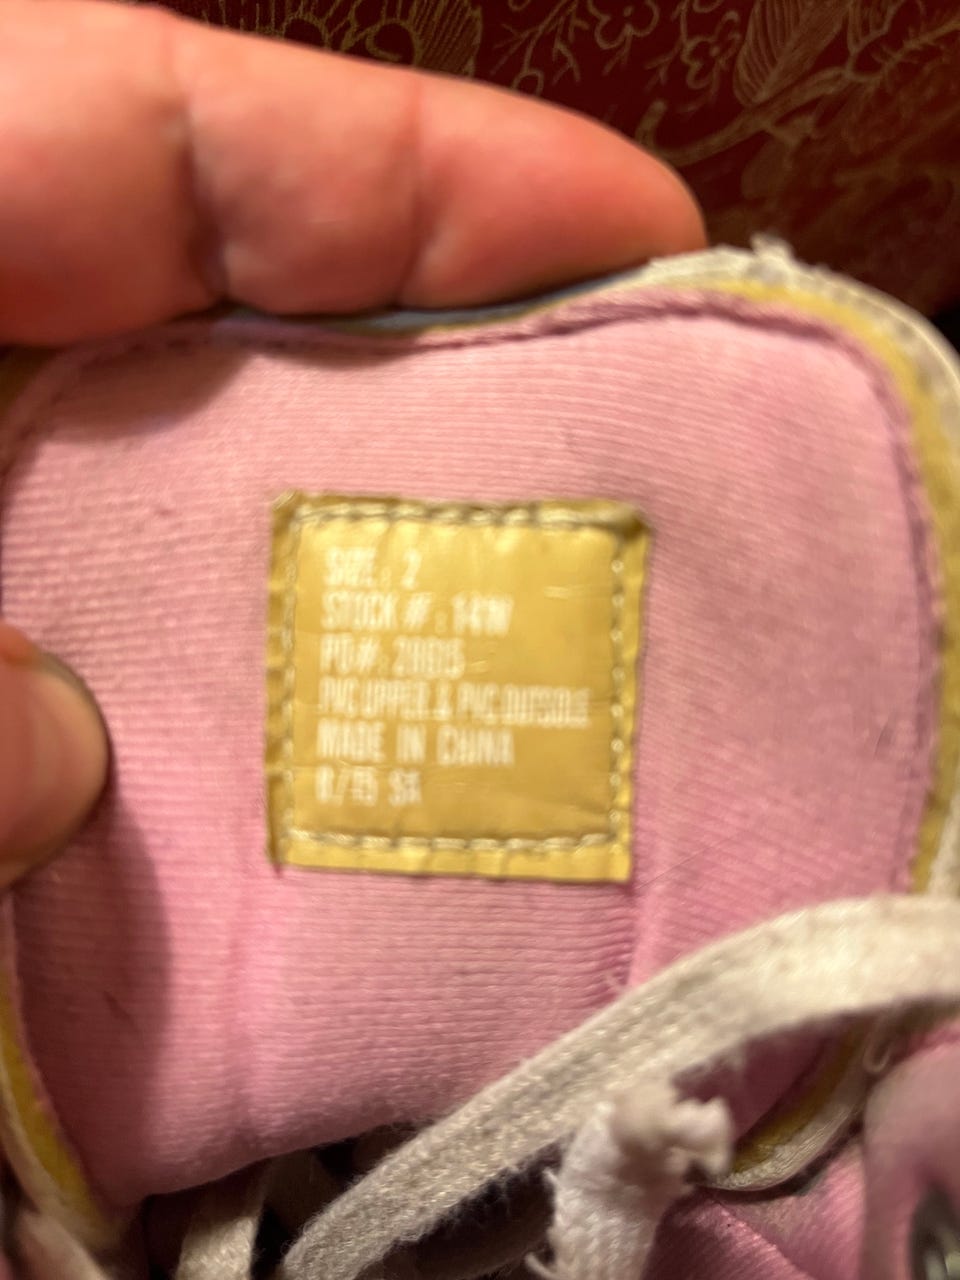 SIZE: 2
STOCK #:
PO#:
PVC UPPER & PVC OUTSOLE
MADE IN CHINA